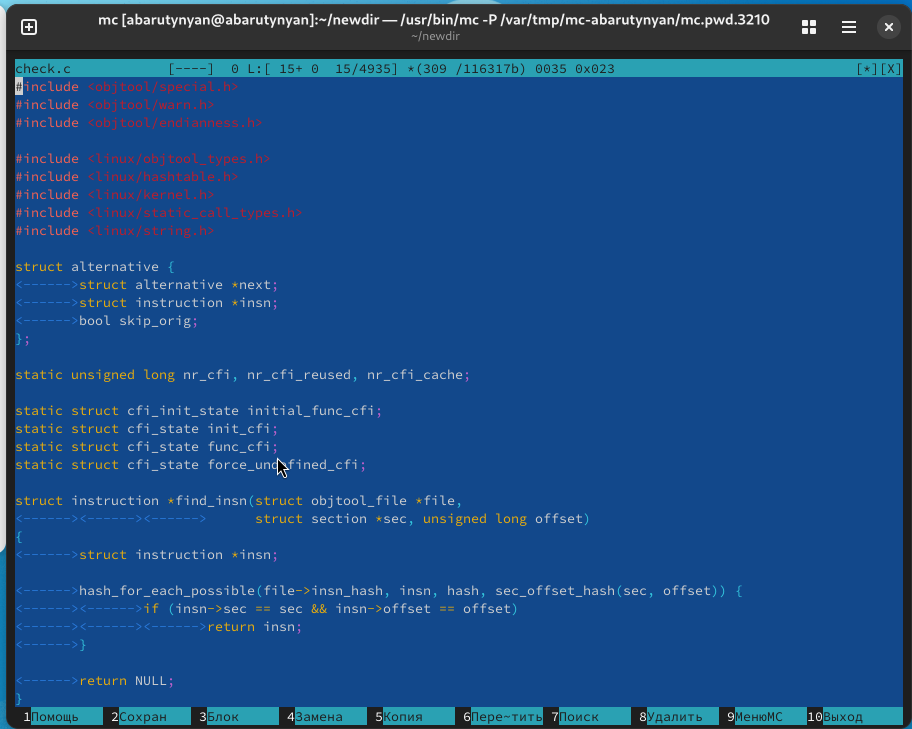 mc [abarutynyan@abarutynyan]:~/newdir — /usr/bin/mc -P /var/tmp/mc-abarutynyan/mc.pwd.3210
~/newdir
check.c [----] 0 L:[ 15+ 0 15/4935] *(309 /116317b) 0035 0x023 [*][X]
#include <objtool/special.h>
#include <objtool/warn.h>
#include <objtool/endianness.h>
#include <linux/objtool_types.h>
#include <linux/hashtable.h>
#include <linux/kernel.h>
#include <linux/static_call_types.h>
#include <linux/string.h>
struct alternative {
<------>struct alternative *next;
<------>struct instruction *insn;
<------>bool skip_orig;
};
static unsigned long nr_cfi, nr_cfi_reused, nr_cfi_cache;
static struct cfi_init_state initial_func_cfi;
static struct cfi_state init_cfi;
static struct cfi_state func_cfi;
static struct cfi_state force_undefined_cfi;
struct instruction *find_insn(struct objtool_file *file,
<------><------><------>      struct section *sec, unsigned long offset)
{
<------>struct instruction *insn;
<------>hash_for_each_possible(file->insn_hash, insn, hash, sec_offset_hash(sec, offset)) {
<------><------>if (insn->sec == sec && insn->offset == offset)
<------><------><------>return insn;
<------>}
<------>return NULL;
}
1Помощь 2Сохран 3Блок 4Замена 5Копия 6Пере~тить 7Поиск 8Удалить 9МенюМС 10Выход